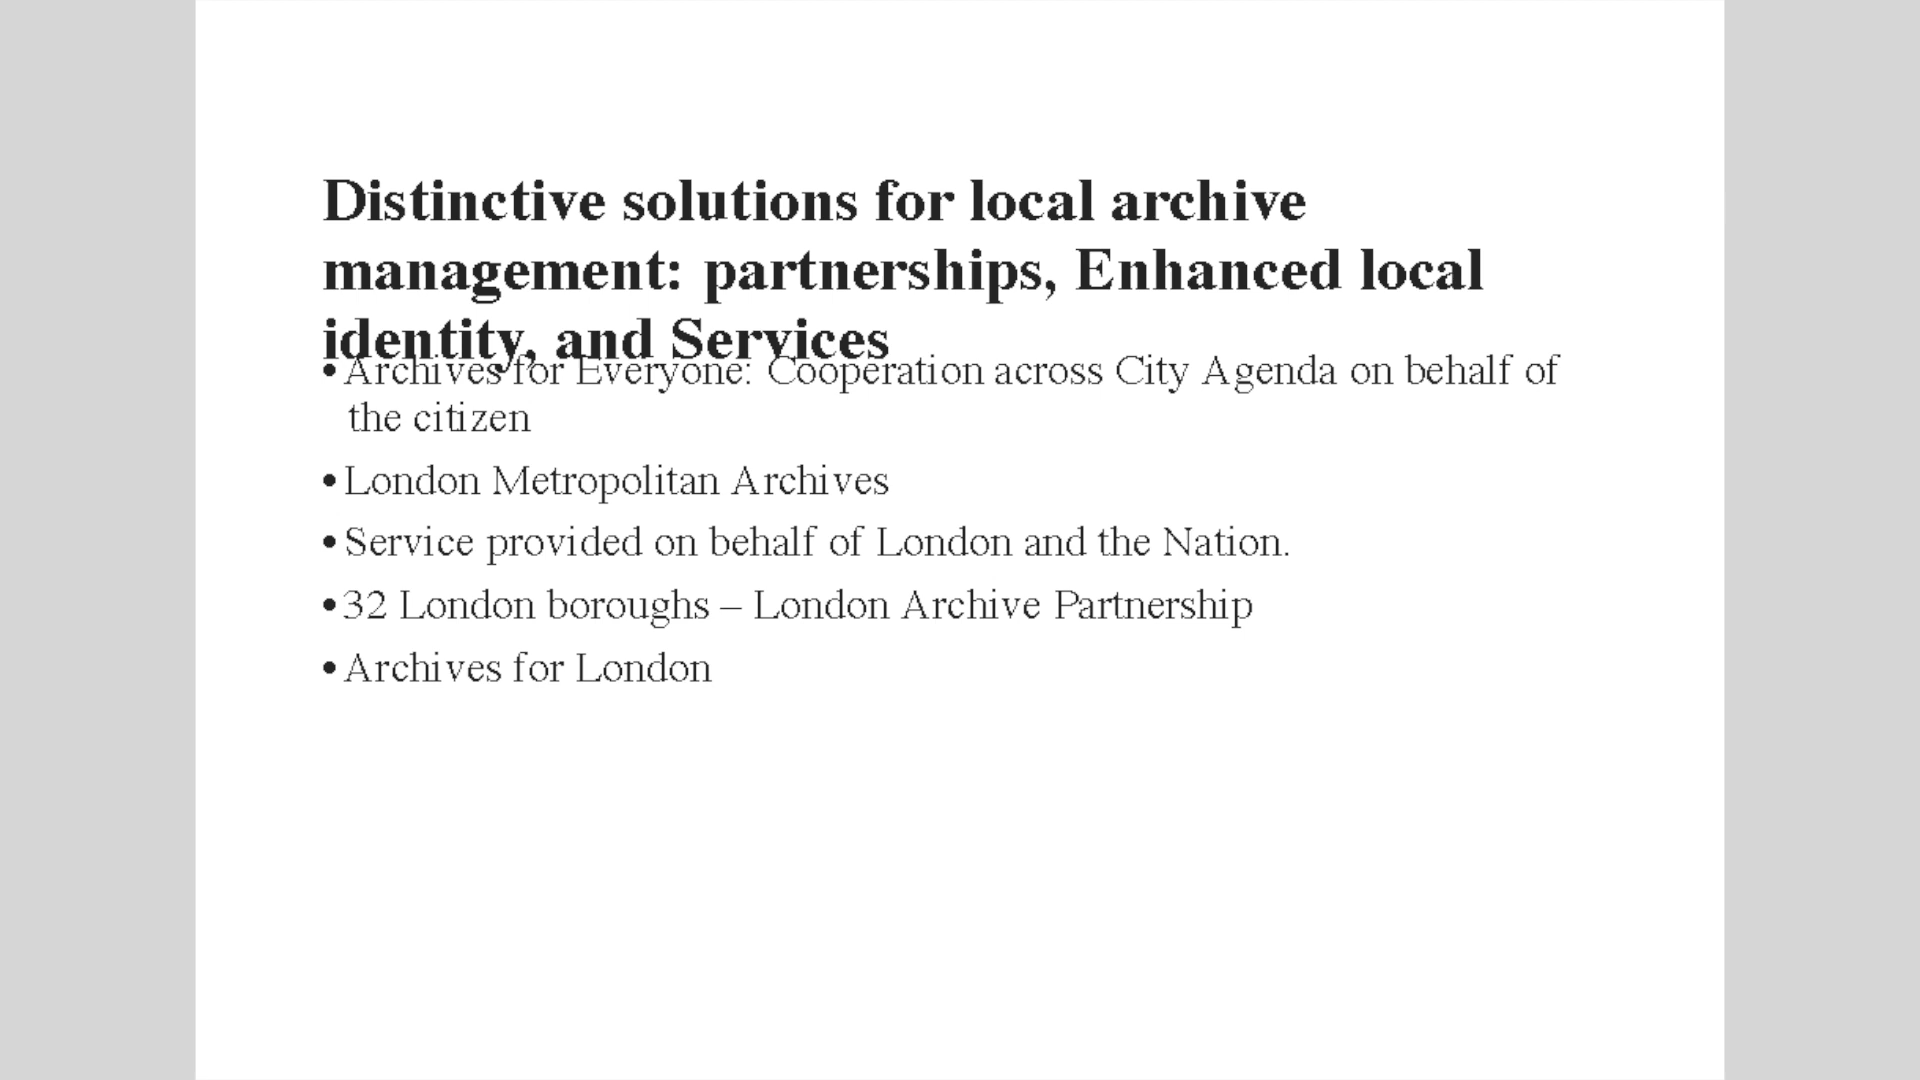 Distinctive solutions for local archive
management: partnerships, Enhanced local
identity, and Services
• Archives for Everyone: Cooperation across City Agenda on behalf of
the citizen
• London Metropolitan Archives
• Service provided on behalf of London and the Nation.
• 32 London boroughs – London Archive Partnership
• Archives for London